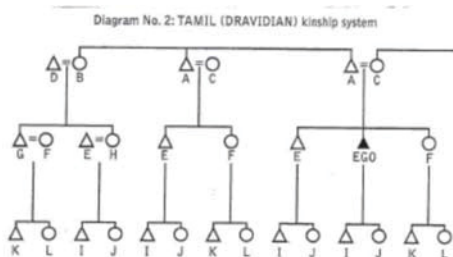 Diagram No. 2: TAMIL (DRAVIDIAN) kinship system
D B A C A C
G F E H E F E EGO F
K L I J I J K L I J I J K L